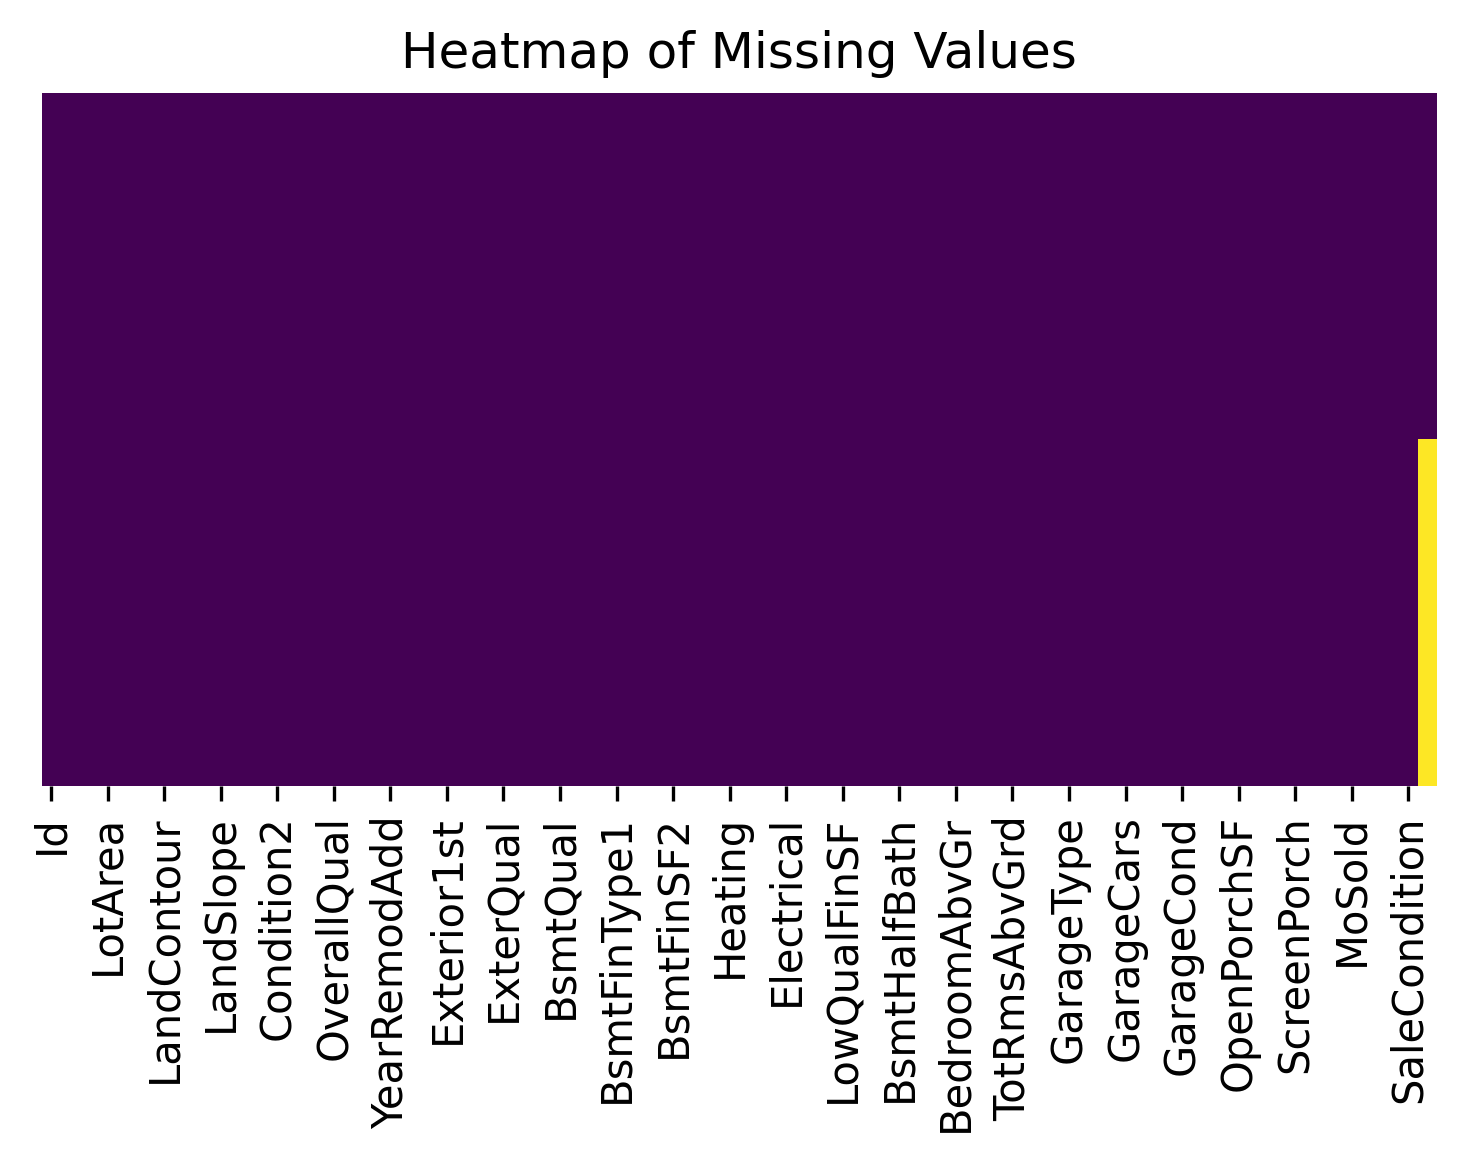 Heatmap of Missing Values
Id
LotArea
LandContour
LandSlope
Condition2
OverallQual
YearRemodAdd
Exterior1st
ExterQual
BsmtQual
BsmtFinType1
BsmtFinSF2
Heating
Electrical
LowQualFinSF
BsmtHalfBath
BedroomAbvGr
TotRmsAbvGrd
GarageType
GarageCars
GarageCond
OpenPorchSF
ScreenPorch
MoSold
SaleCondition